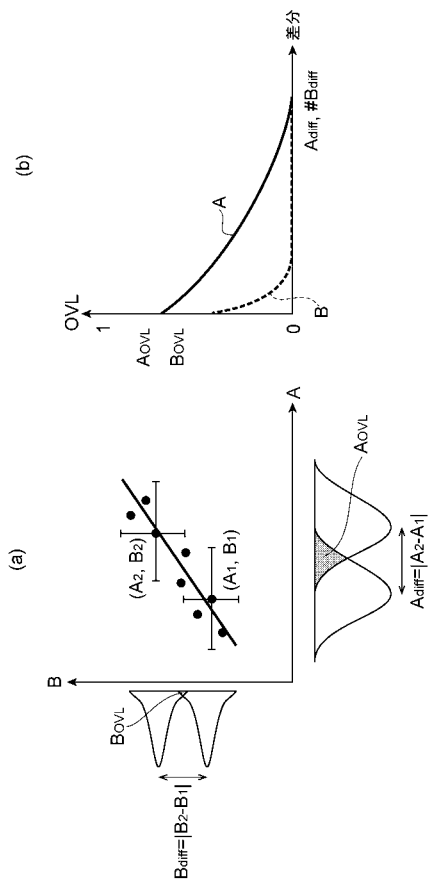 (a)
B
BOVL
Bdiff=|B2-B1|
(A2, B2)
(A1, B1)
A
AOVL
Adiff=|A2-A1|
(b)
OVL
1
AOVL
BOVL
0
A
B
差分
Adiff, #Bdiff